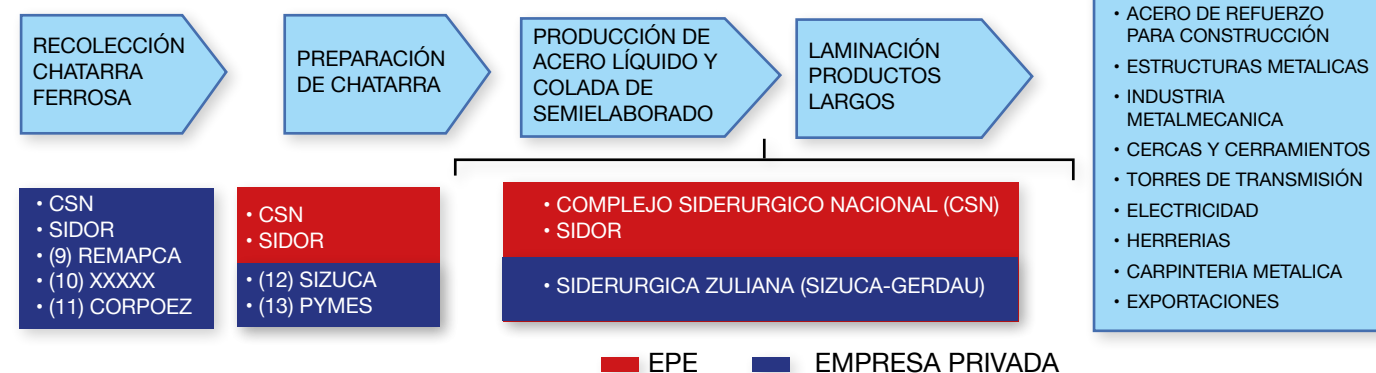 RECOLECCIÓN
CHATARRA
FERROSA
PREPARACIÓN
DE CHATARRA
PRODUCCIÓN DE
ACERO LÍQUIDO Y
COLADA DE
SEMIELABORADO
LAMINACIÓN
PRODUCTOS
LARGOS
• ACERO DE REFUERZO
PARA CONSTRUCCIÓN
• ESTRUCTURAS METALICAS
• INDUSTRIA
METALMECANICA
• CERCAS Y CERRAMIENTOS
• TORRES DE TRANSMISIÓN
• ELECTRICIDAD
• HERRERIAS
• CARPINTERIA METALICA
• EXPORTACIONES
• CSN
• SIDOR
• (9) REMAPCA
• (10) XXXXX
• (11) CORPOEZ
• CSN
• SIDOR
• (12) SIZUCA
• (13) PYMES
• COMPLEJO SIDERURGICO NACIONAL (CSN)
• SIDOR
• SIDERURGICA ZULIANA (SIZUCA-GERDAU)
EPE
EMPRESA PRIVADA